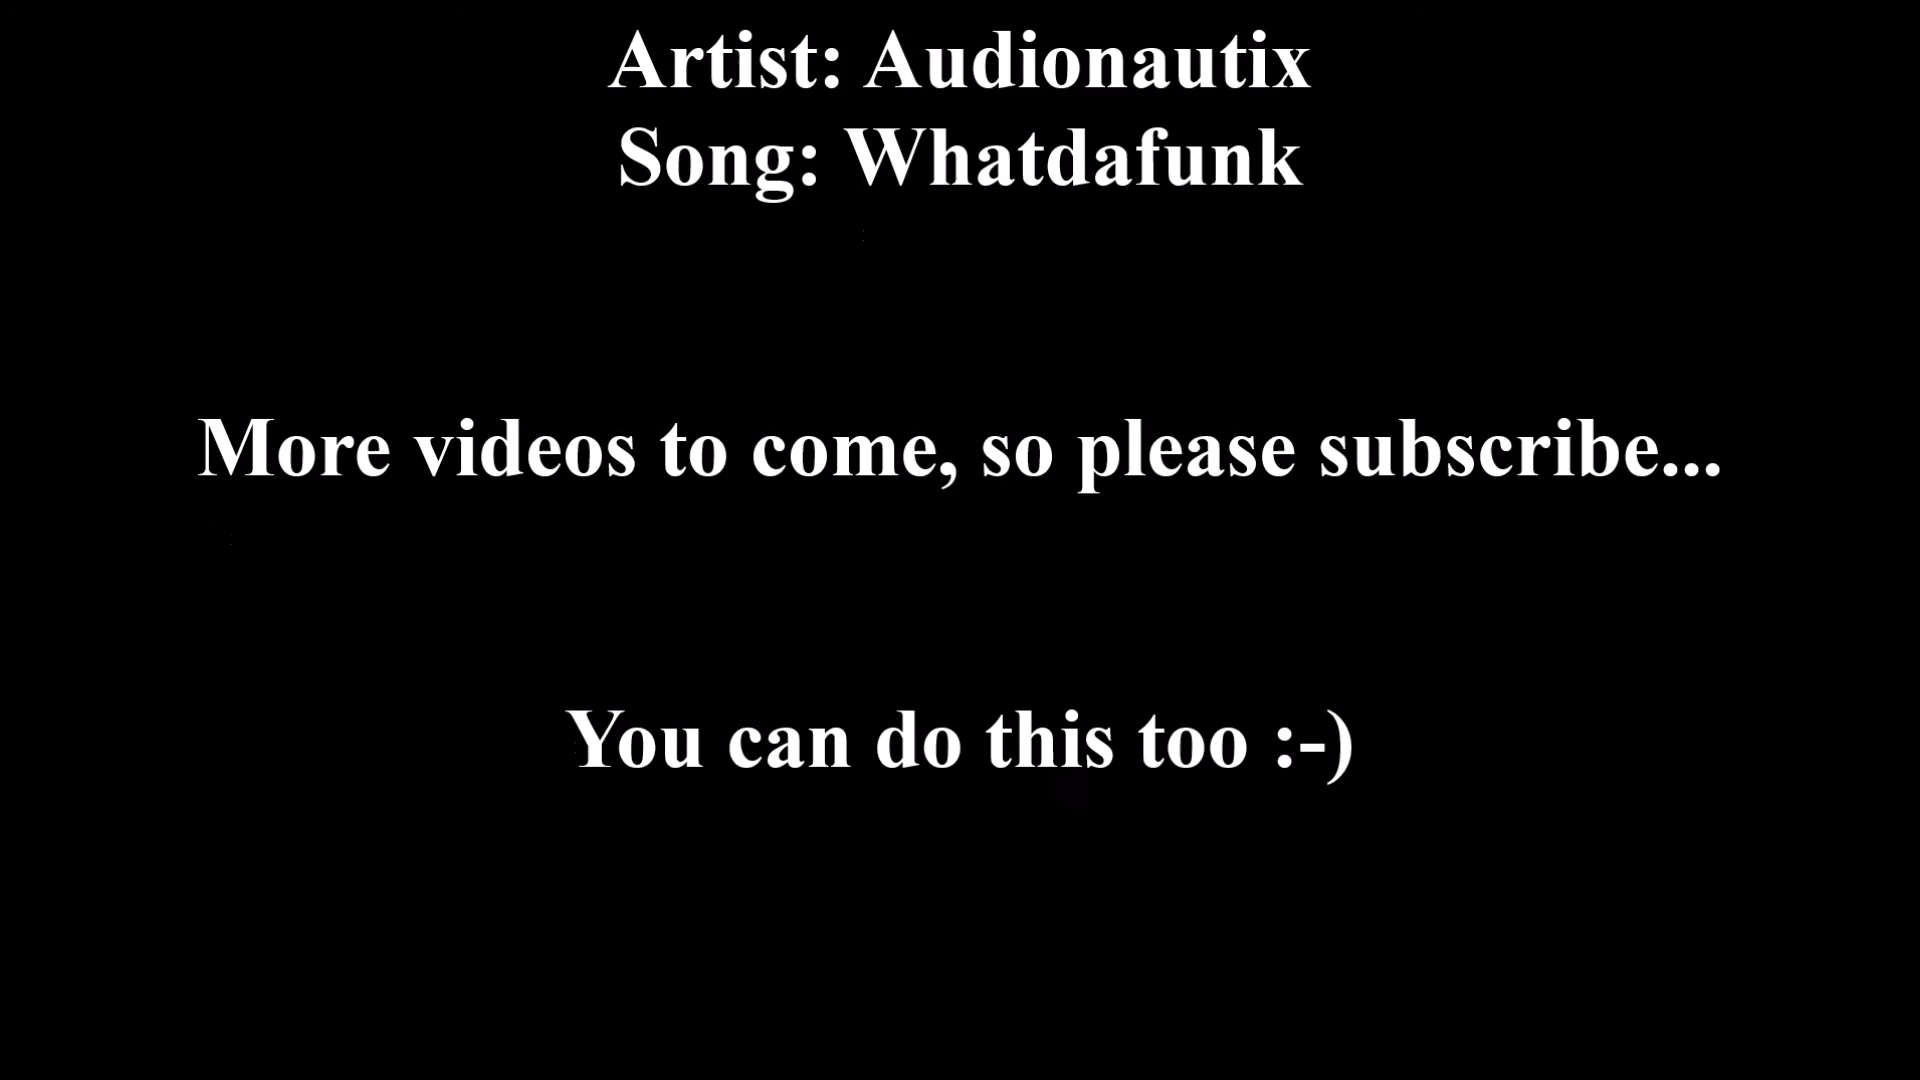 Artist: Audionautix
Song: Whatdafunk
More videos to come, so please subscribe...
You can do this too :-)